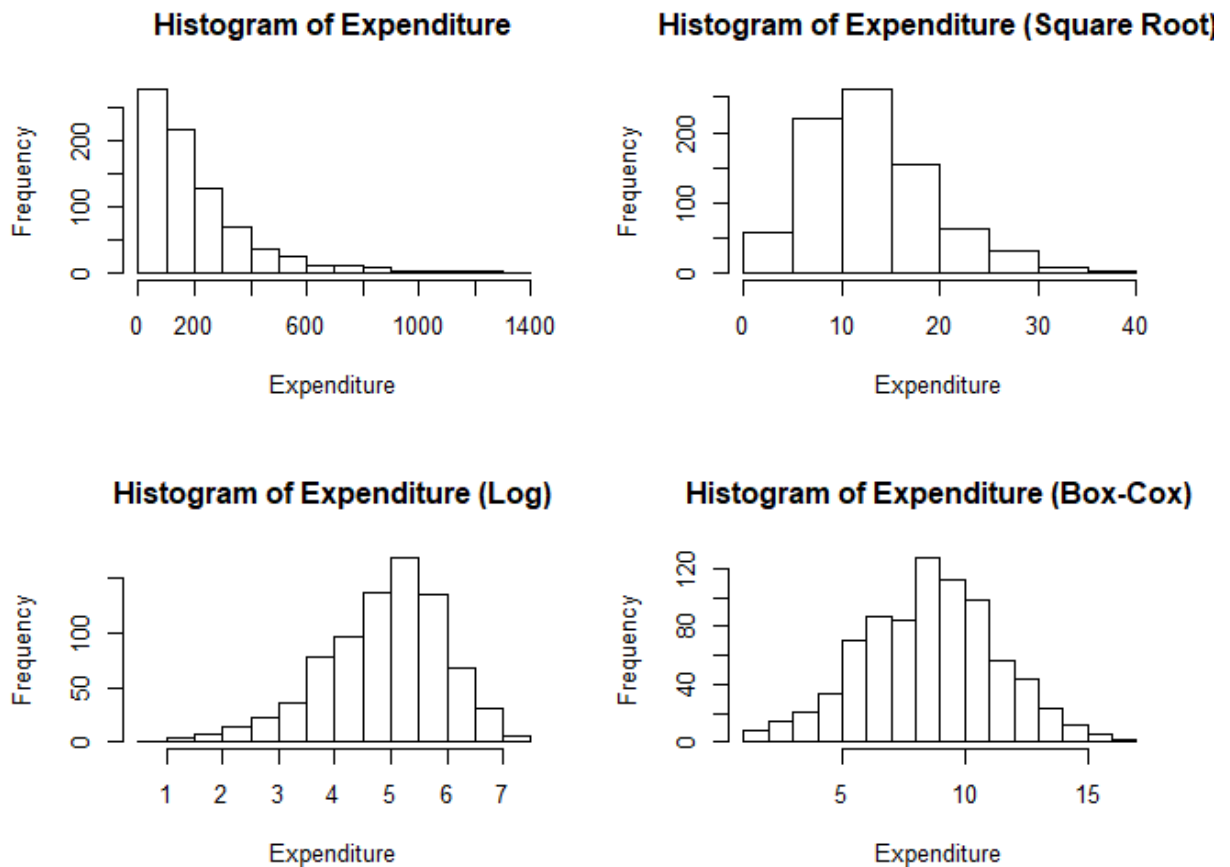 Histogram of Expenditure
Frequency
0 100 200
0 200 600 1000 1400
Expenditure
Histogram of Expenditure (Square Root)
Frequency
0 100 200
0 10 20 30 40
Expenditure
Histogram of Expenditure (Log)
Frequency
0 50 100
1 2 3 4 5 6 7
Expenditure
Histogram of Expenditure (Box-Cox)
Frequency
0 40 80 120
5 10 15
Expenditure